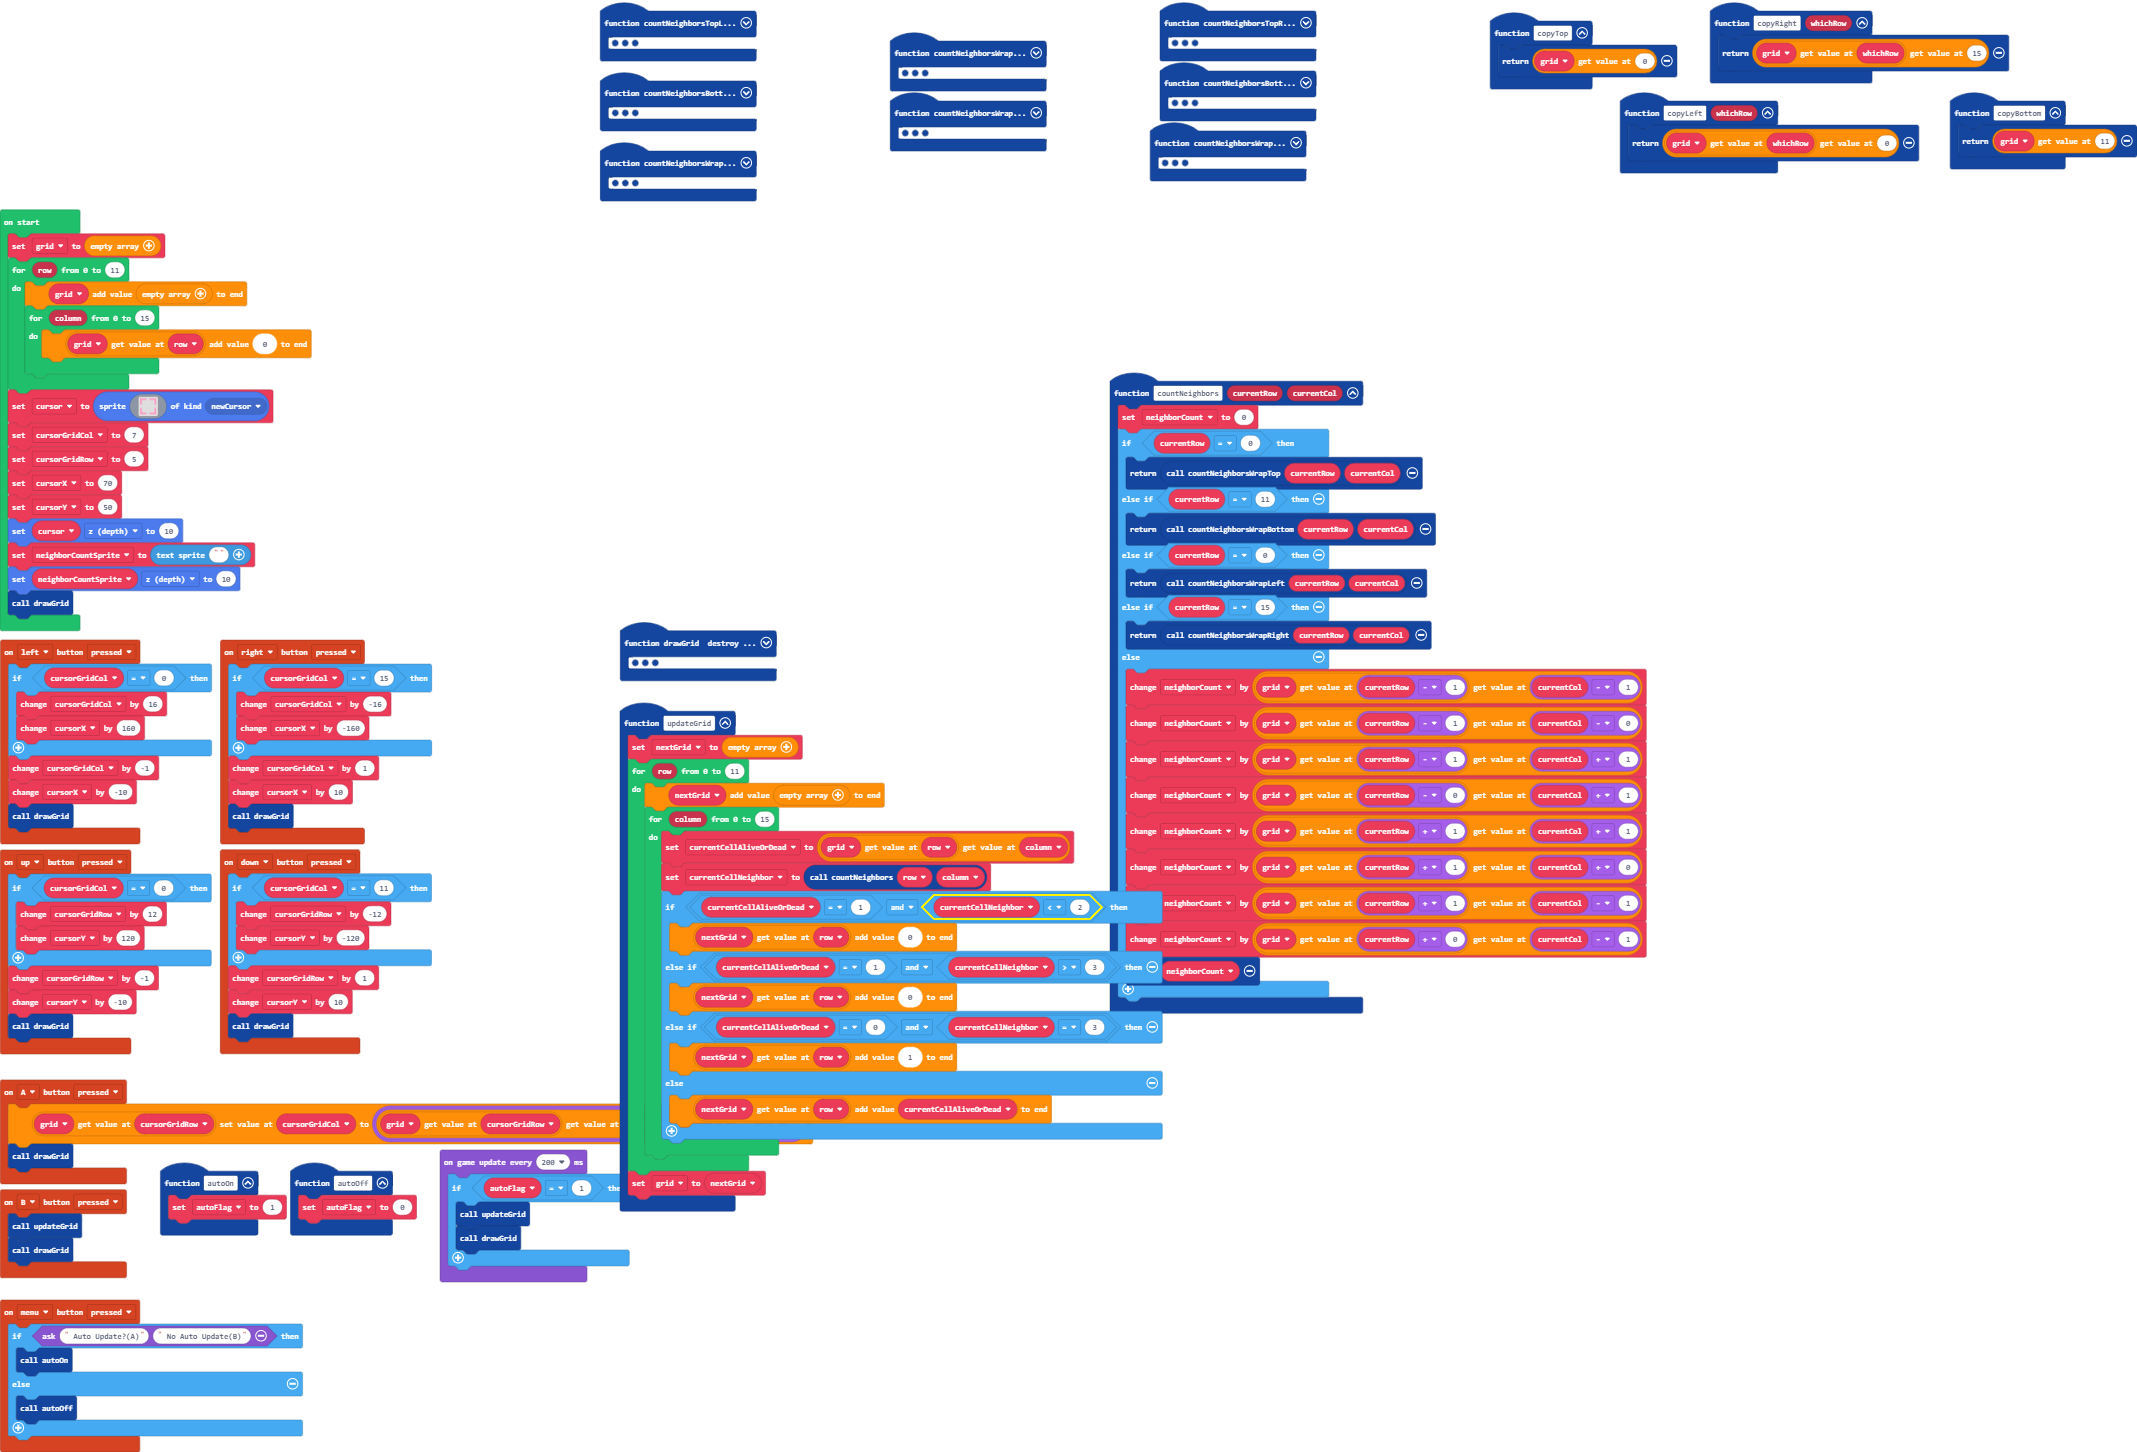 function countNeighborsTopL...
function countNeighborsBott...
function countNeighborsWrap...
function countNeighborsWrap...
function countNeighborsWrap...
function countNeighborsTopR...
function countNeighborsBott...
function countNeighborsWrap...
function copyTop
return grid get value at 0
function copyRight whichRow
return grid get value at whichRow get value at 15
function copyLeft whichRow
return grid get value at whichRow get value at 0
function copyBottom
return grid get value at 11
on start
set grid to empty array
for row from 0 to 11
do grid add value empty array to end
for column from 0 to 15
do grid get value at row add value 0 to end
set cursor to sprite of kind newCursor
set cursorGridCol to 7
set cursorGridRow to 5
set cursorX to 70
set cursorY to 50
set cursor z (depth) to 10
set neighborCountSprite to text sprite " "
set neighborCountSprite z (depth) to 10
call drawGrid
on left button pressed
if cursorGridCol = 0 then
change cursorGridCol by 16
change cursorX by 160
change cursorGridCol by -1
change cursorX by -10
call drawGrid
on right button pressed
if cursorGridCol = 15 then
change cursorGridCol by -16
change cursorX by -160
change cursorGridCol by 1
change cursorX by 10
call drawGrid
on up button pressed
if cursorGridCol = 0 then
change cursorGridRow by 12
change cursorY by 120
change cursorGridRow by -1
change cursorY by -10
call drawGrid
on down button pressed
if cursorGridCol = 11 then
change cursorGridRow by -12
change cursorY by -120
change cursorGridRow by 1
change cursorY by 10
call drawGrid
on A button pressed
grid get value at cursorGridRow set value at cursorGridCol to grid get value at cursorGridRow get value at
call drawGrid
on B button pressed
call updateGrid
call drawGrid
function autoOn
set autoFlag to 1
function autoOff
set autoFlag to 0
on game update every 200 ms
if autoFlag = 1 the
call updateGrid
call drawGrid
on menu button pressed
if ask " Auto Update?(A) " " No Auto Update(B) " then
call autoOn
else
call autoOff
function drawGrid destroy ...
function updateGrid
set nextGrid to empty array
for row from 0 to 11
do nextGrid add value empty array to end
for column from 0 to 15
do set currentCellAliveOrDead to grid get value at row get value at column
set currentCellNeighbor to call countNeighbors row column
if currentCellAliveOrDead = 1 and currentCellNeighbor < 2 then
nextGrid get value at row add value 0 to end
else if currentCellAliveOrDead = 1 and currentCellNeighbor > 3 then
nextGrid get value at row add value 0 to end
else if currentCellAliveOrDead = 0 and currentCellNeighbor = 3 then
nextGrid get value at row add value 1 to end
else
nextGrid get value at row add value currentCellAliveOrDead to end
set grid to nextGrid
function countNeighbors currentRow currentCol
set neighborCount to 0
if currentRow = 0 then
return call countNeighborsWrapTop currentRow currentCol
else if currentRow = 11 then
return call countNeighborsWrapBottom currentRow currentCol
else if currentRow = 0 then
return call countNeighborsWrapLeft currentRow currentCol
else if currentRow = 15 then
return call countNeighborsWrapRight currentRow currentCol
else
change neighborCount by grid get value at currentRow - 1 get value at currentCol - 1
change neighborCount by grid get value at currentRow - 1 get value at currentCol - 0
change neighborCount by grid get value at currentRow - 1 get value at currentCol + 1
change neighborCount by grid get value at currentRow - 0 get value at currentCol + 1
change neighborCount by grid get value at currentRow + 1 get value at currentCol + 1
change neighborCount by grid get value at currentRow + 1 get value at currentCol + 0
neighborCount by grid get value at currentRow + 1 get value at currentCol - 1
change neighborCount by grid get value at currentRow + 0 get value at currentCol - 1
neighborCount